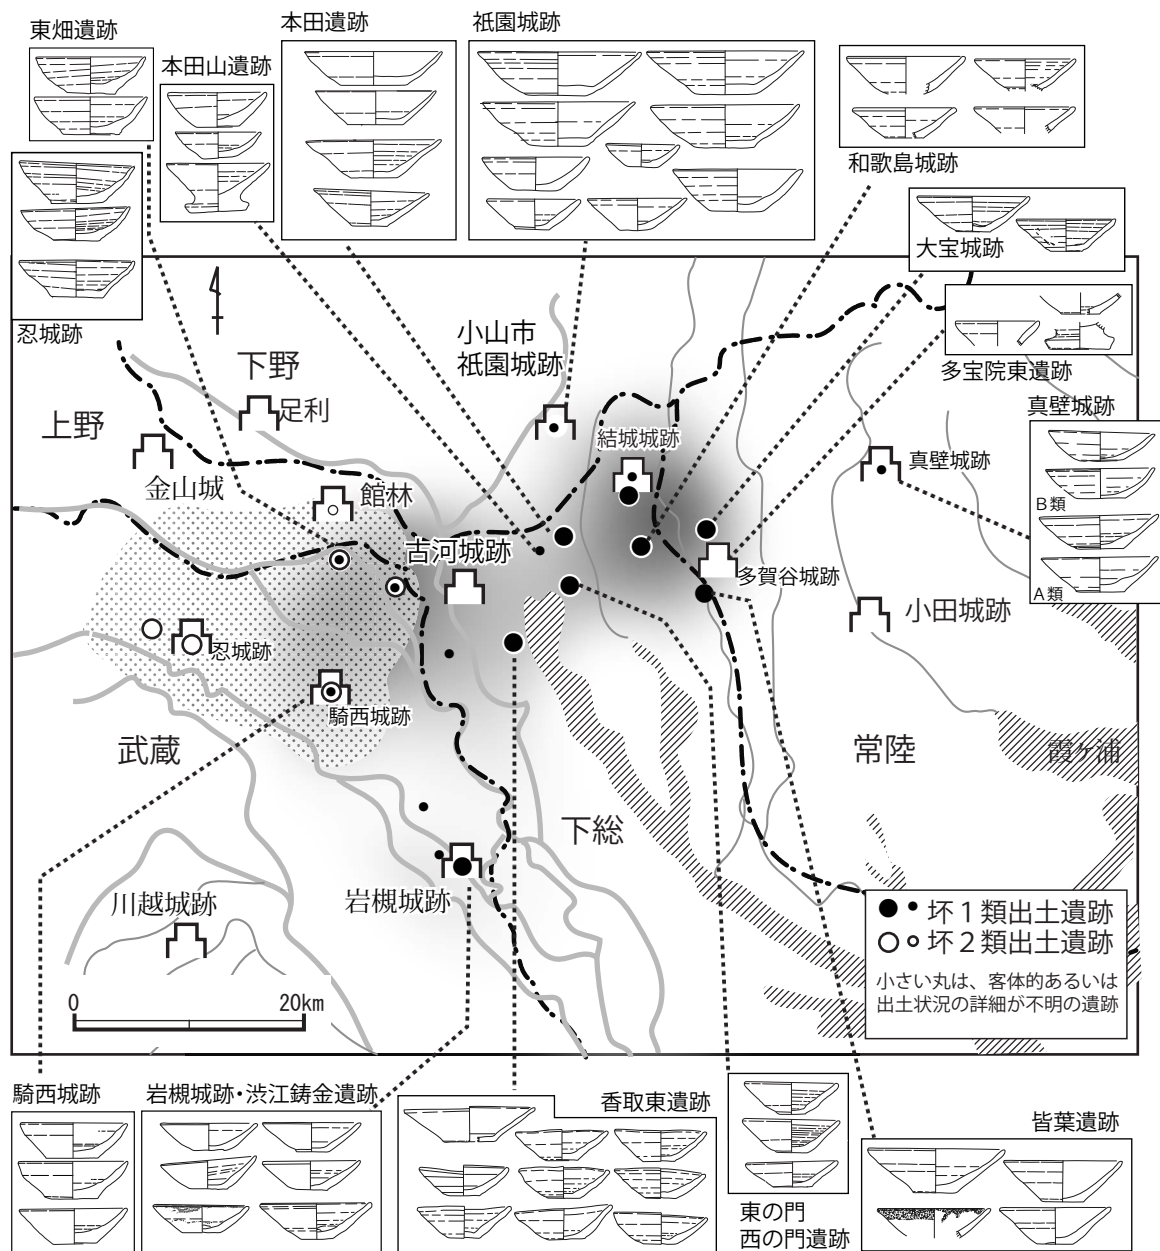 東畑遺跡
本田山遺跡
本田遺跡
祇園城跡
和歌島城跡
大宝城跡
多宝院東遺跡
真壁城跡
B類
A類
忍城跡
下野
足利
上野
金山城
館林
小山市
祇園城跡
結城城跡
真壁城跡
古河城跡
多賀谷城跡
小田城跡
忍城跡
騎西城跡
武蔵
常陸
霞ヶ浦
下総
岩槻城跡
川越城跡
0 20km
坏1類出土遺跡
坏2類出土遺跡
小さい丸は、客体的あるいは
出土状況の詳細が不明の遺跡
騎西城跡
岩槻城跡・渋江鋳金遺跡
香取東遺跡
東の門
西の門遺跡
皆葉遺跡